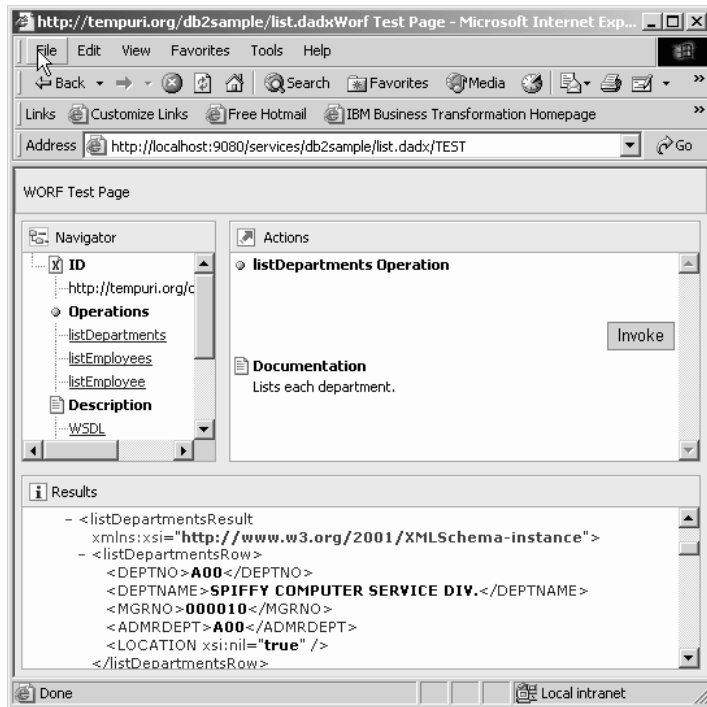 http://tempuri.org/db2sample/list.dadxWorf Test Page - Microsoft Internet Exp...
File Edit View Favorites Tools Help
Back Search Favorites Media »
Links Customize Links Free Hotmail IBM Business Transformation Homepage »
Address http://localhost:9080/services/db2sample/list.dadx/TEST Go
WORF Test Page
Navigator
ID
http://tempuri.org/c
Operations
listDepartments
listEmployees
listEmployee
Description
WSDL
Actions
listDepartments Operation
Invoke
Documentation
Lists each department.
Results
- <listDepartmentsResult
xmlns:xsi="http://www.w3.org/2001/XMLSchema-instance">
- <listDepartmentsRow>
<DEPTNO>A00</DEPTNO>
<DEPTNAME>SPIFFY COMPUTER SERVICE DIV.</DEPTNAME>
<MGRNO>000010</MGRNO>
<ADMRDEPT>A00</ADMRDEPT>
<LOCATION xsi:nil="true" />
</listDepartmentsRow>
Done Local intranet